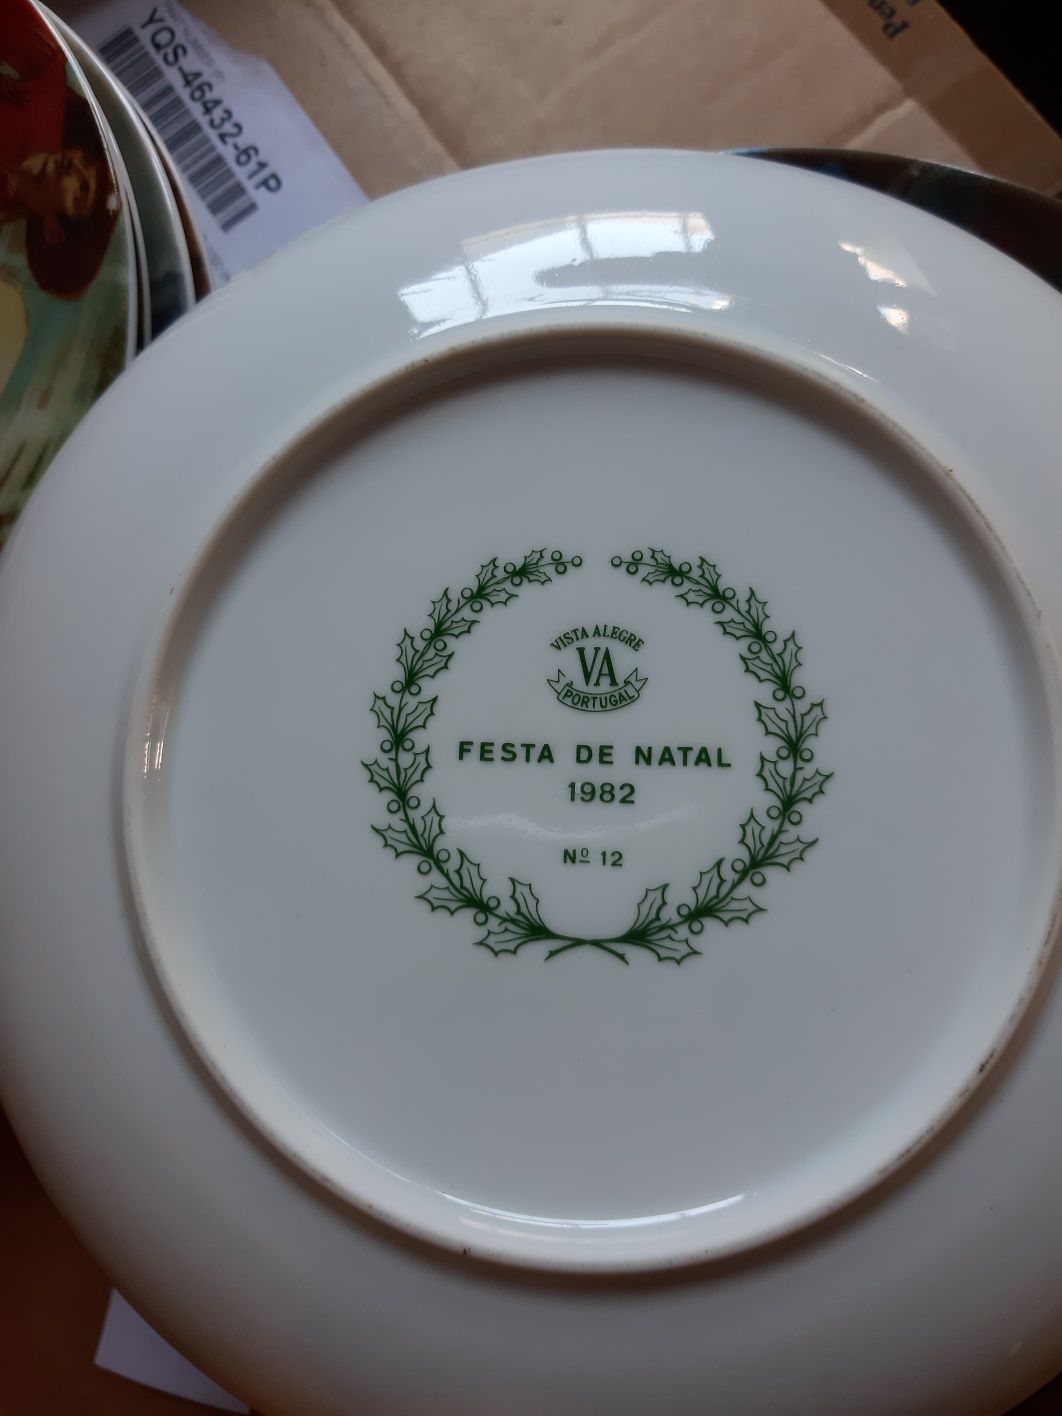 YQS-46432-61P
VISTA ALEGRE
VA
PORTUGAL
FESTA DE NATAL
1982
Nº 12